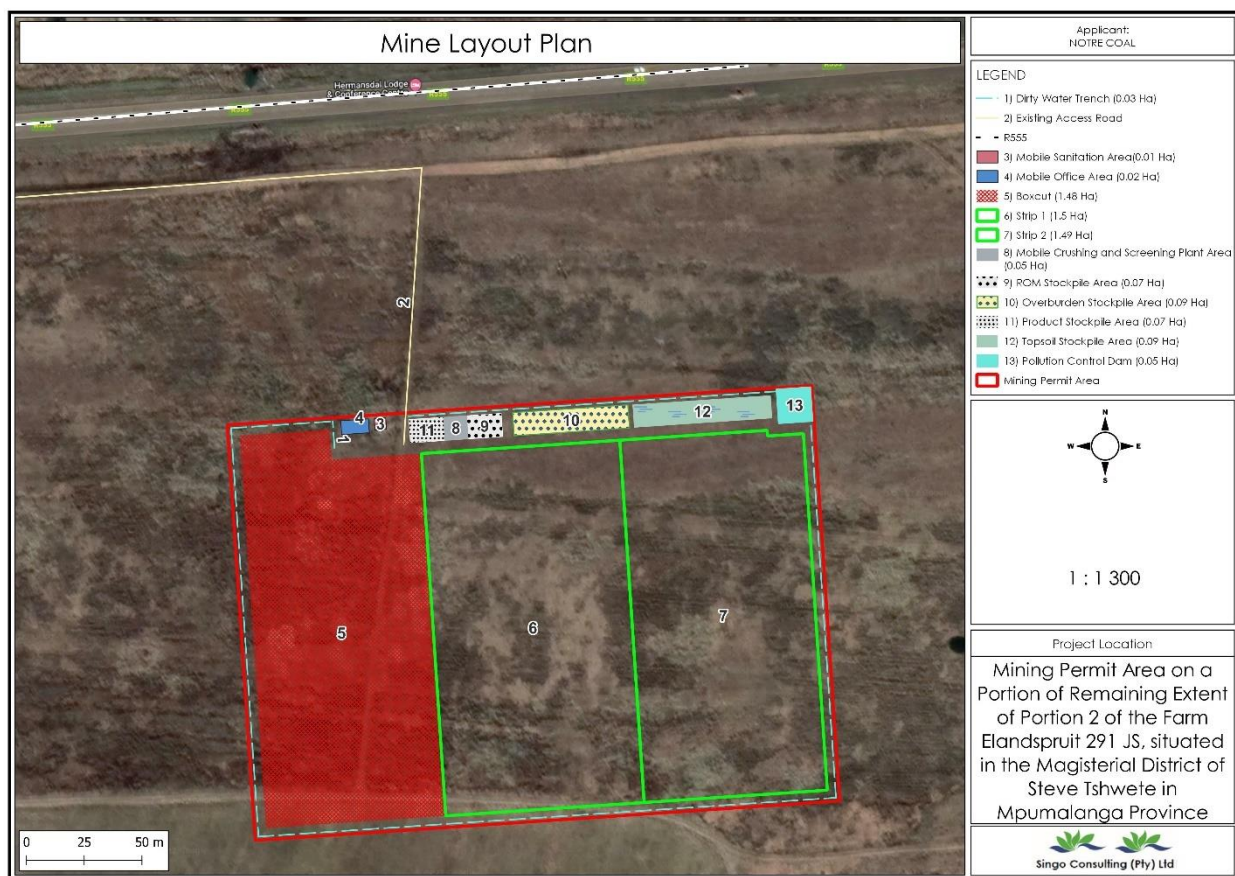 Mine Layout Plan
Hermansdal Lodge
& Conference Cent
R555
R555
R555
R555
R555
2
4
3
1
11
8
9
10
12
13
5
6
7
0 25 50 m
Applicant:
NOTRE COAL
LEGEND
1) Dirty Water Trench (0.03 Ha)
2) Existing Access Road
R555
3) Mobile Sanitation Area(0.01 Ha)
4) Mobile Office Area (0.02 Ha)
5) Boxcut (1.48 Ha)
6) Strip 1 (1.5 Ha)
7) Strip 2 (1.49 Ha)
8) Mobile Crushing and Screening Plant Area
(0.05 Ha)
9) ROM Stockpile Area (0.07 Ha)
10) Overburden Stockpile Area (0.09 Ha)
11) Product Stockpile Area (0.07 Ha)
12) Topsoil Stockpile Area (0.09 Ha)
13) Pollution Control Dam (0.05 Ha)
Mining Permit Area
N
W E
S
1 : 1 300
Project Location
Mining Permit Area on a
Portion of Remaining Extent
of Portion 2 of the Farm
Elandspruit 291 JS, situated
in the Magisterial District of
Steve Tshwete in
Mpumalanga Province
Singo Consulting (Pty) Ltd